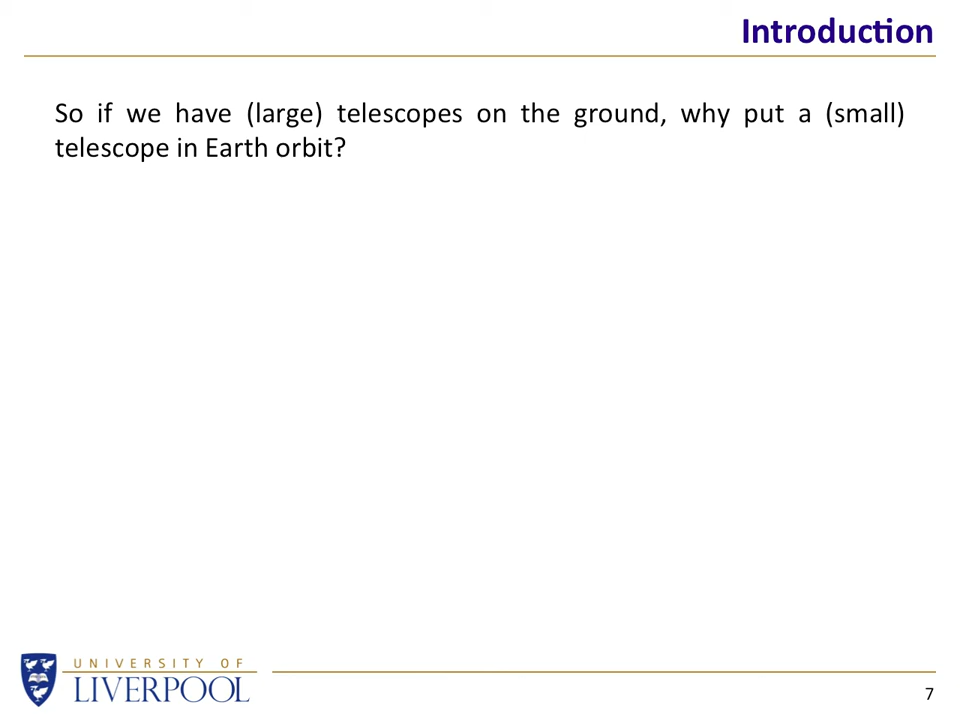 Introduction
So if we have (large) telescopes on the ground, why put a (small)
telescope in Earth orbit?
UNIVERSITY OF
LIVERPOOL
7